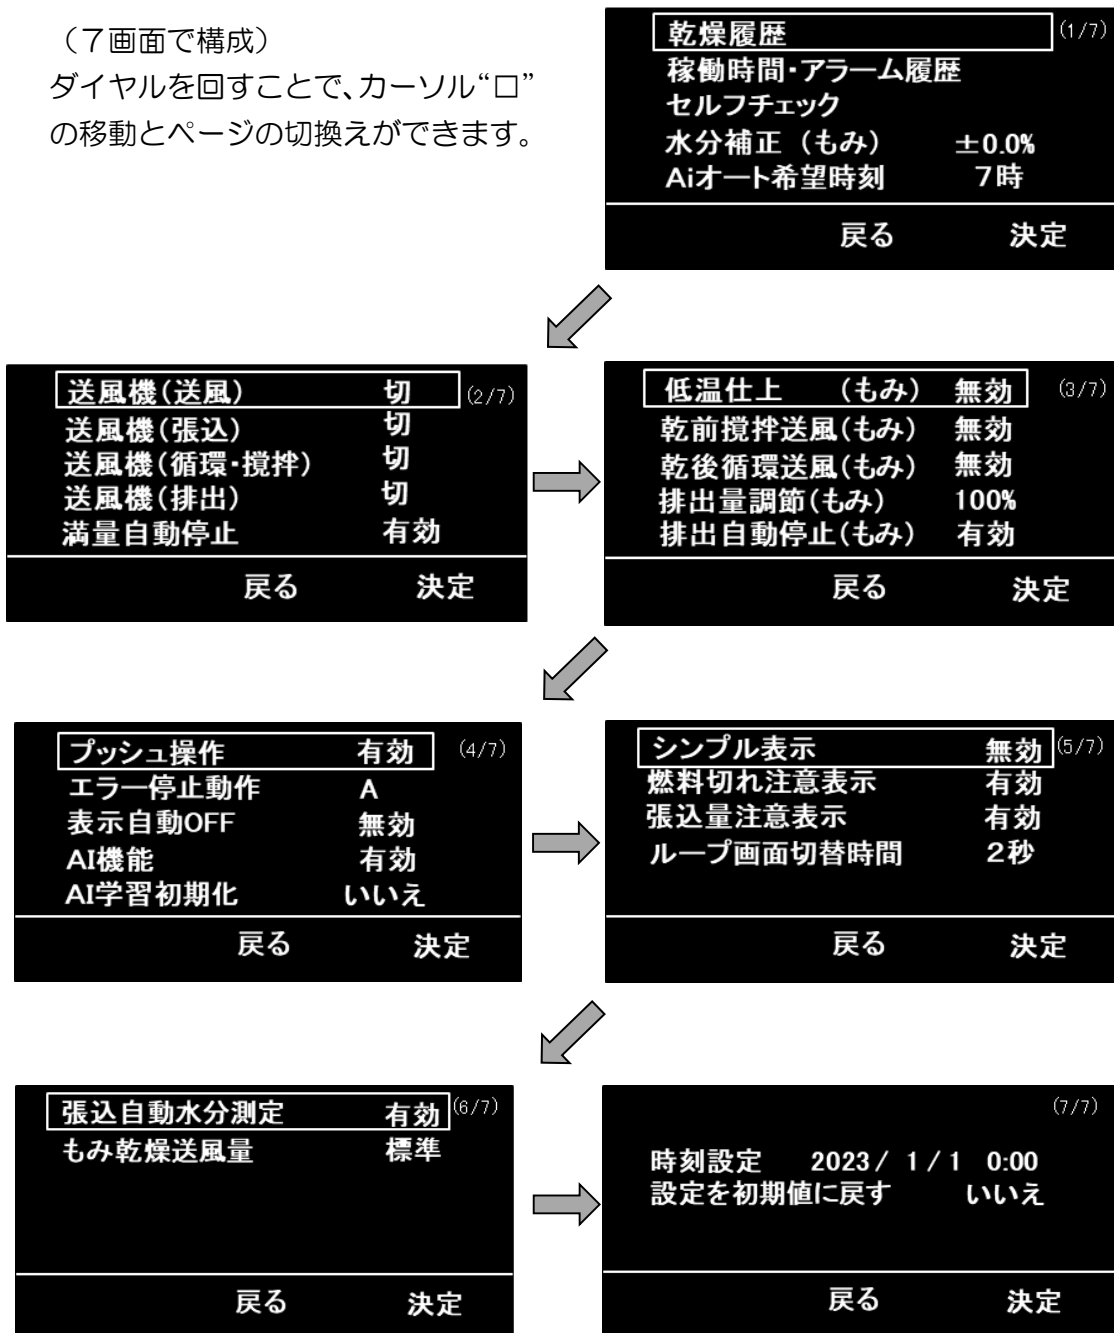 （7画面で構成）
ダイヤルを回すことで、カーソル“□”
の移動とページの切換えができます。
乾燥履歴 (1/7)
稼働時間・アラーム履歴
セルフチェック
水分補正（もみ） ±0.0%
Aiオート希望時刻 7時
戻る 決定
送風機(送風) 切 (2/7)
送風機(張込) 切
送風機(循環・撹拌) 切
送風機(排出) 切
満量自動停止 有効
戻る 決定
低温仕上 (もみ) 無効 (3/7)
乾前撹拌送風(もみ) 無効
乾後循環送風(もみ) 無効
排出量調節(もみ) 100%
排出自動停止(もみ) 有効
戻る 決定
プッシュ操作 有効 (4/7)
エラー停止動作 A
表示自動OFF 無効
AI機能 有効
AI学習初期化 いいえ
戻る 決定
シンプル表示 無効 (5/7)
燃料切れ注意表示 有効
張込量注意表示 有効
ループ画面切替時間 2秒
戻る 決定
張込自動水分測定 有効 (6/7)
もみ乾燥送風量 標準
戻る 決定
(7/7)
時刻設定 2023/ 1/1 0:00
設定を初期値に戻す いいえ
戻る 決定